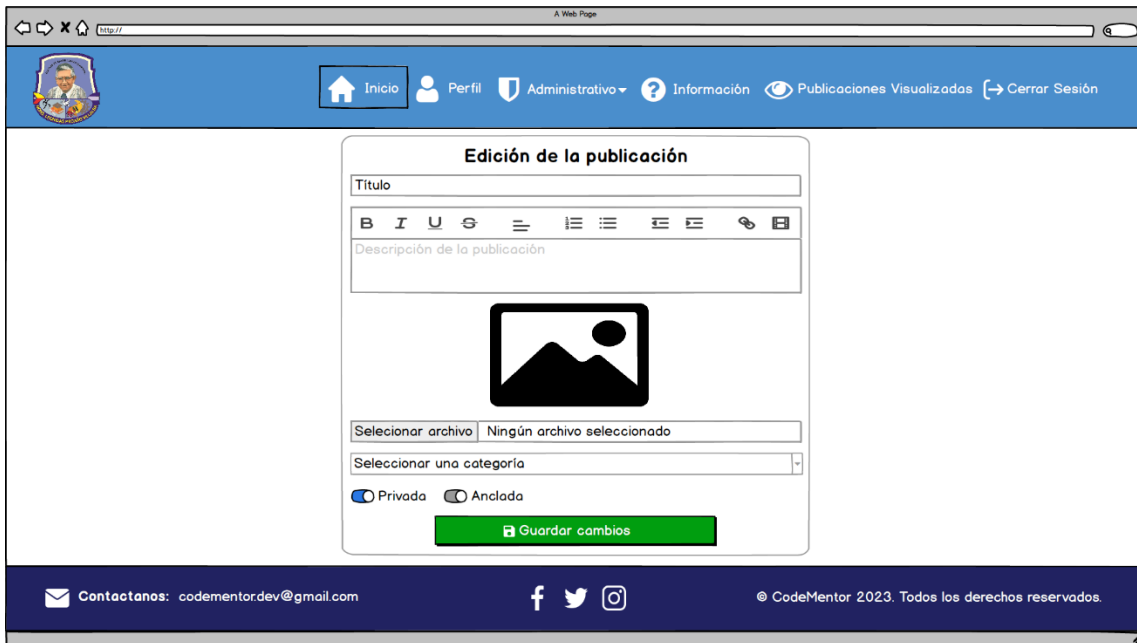 A Web Page
http://
Inicio Perfil Administrativo Información Publicaciones Visualizadas Cerrar Sesión
Edición de la publicación
Título
B I U S
Descripción de la publicación
Selecionar archivo Ningún archivo seleccionado
Seleccionar una categoría
Privada Anclada
Guardar cambios
Contactanos: codementor.dev@gmail.com
© CodeMentor 2023. Todos los derechos reservados.